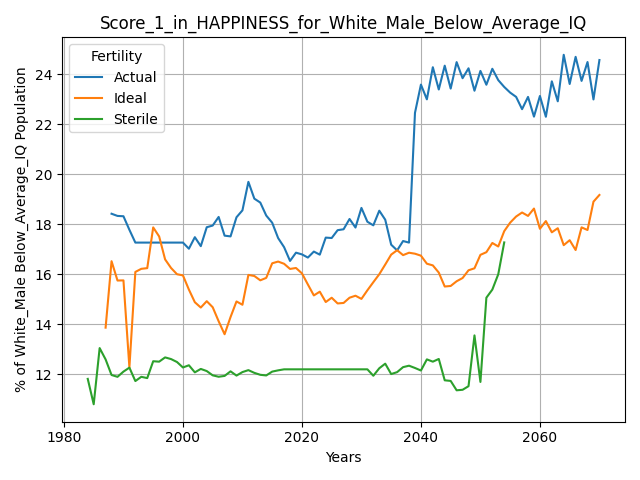 Score_1_in_HAPPINESS_for_White_Male_Below_Average_IQ
Fertility
Actual
Ideal
Sterile
% of White_Male Below_Average_IQ Population
24
22
20
18
16
14
12
1980
2000
2020
2040
2060
Years